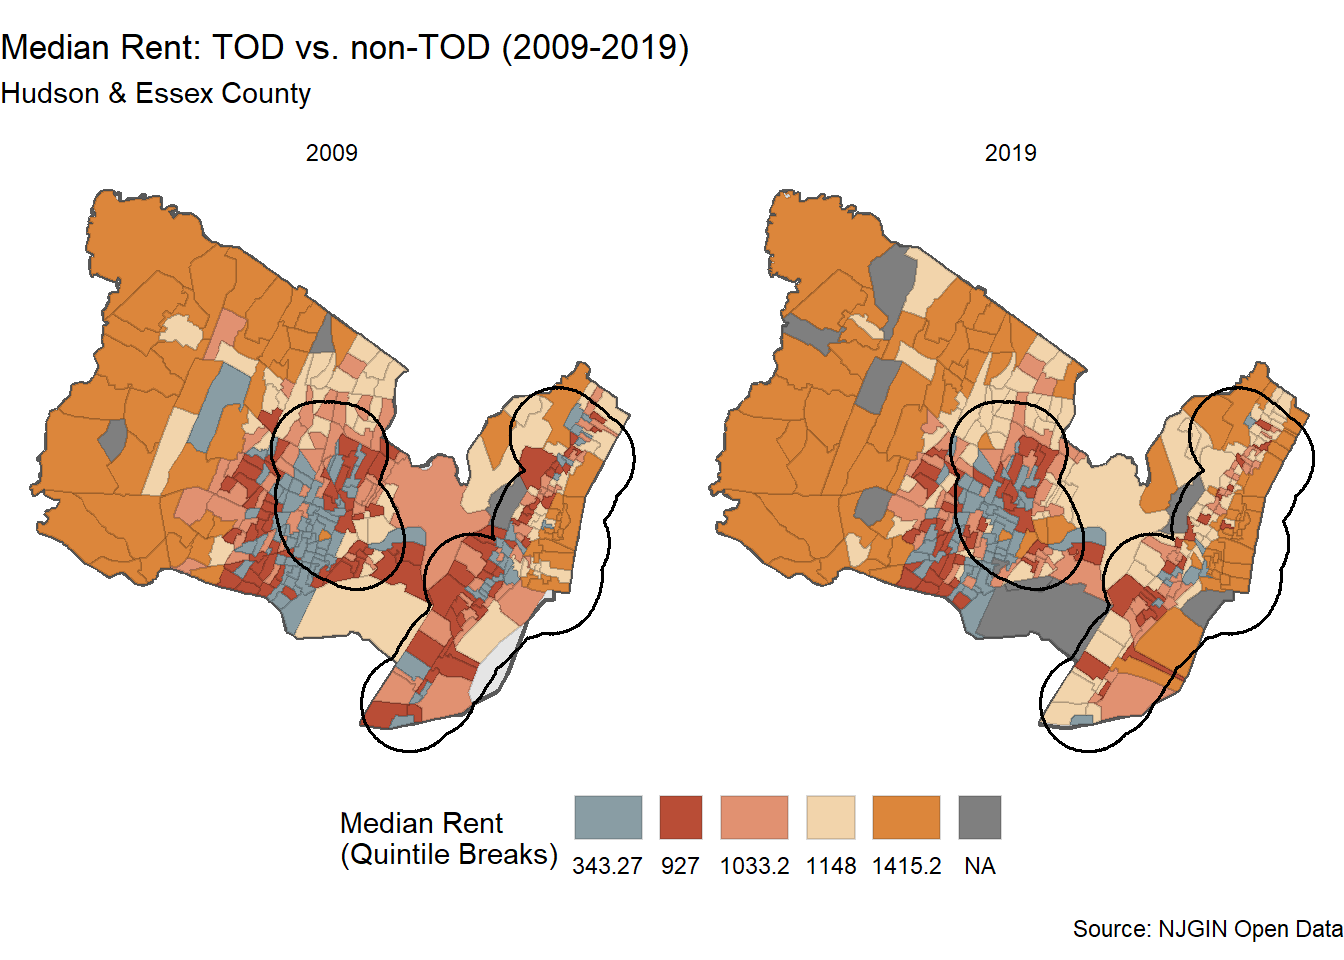 Median Rent: TOD vs. non-TOD (2009-2019)
Hudson & Essex County
2009
2019
Median Rent
(Quintile Breaks)
343.27
927
1033.2
1148
1415.2
NA
Source: NJGIN Open Data